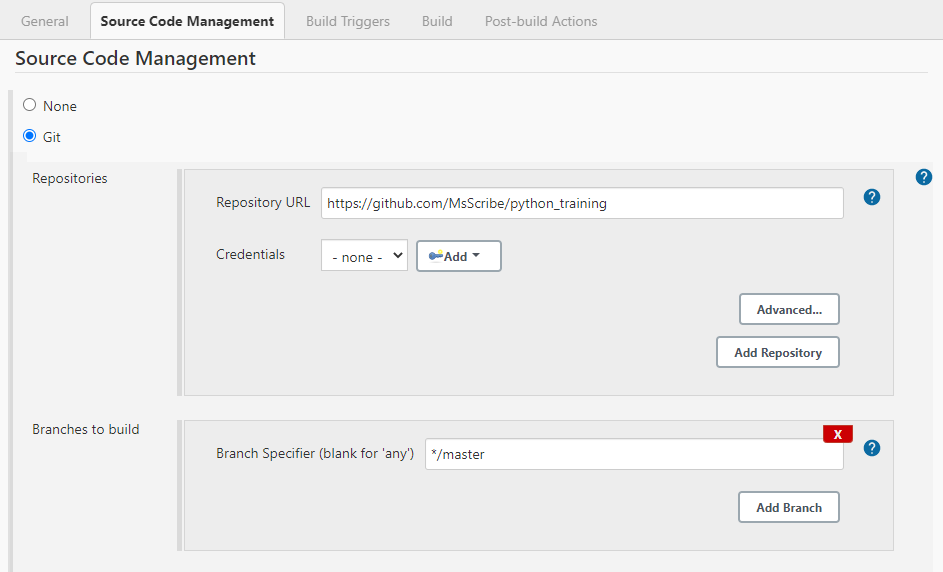 General Source Code Management Build Triggers Build Post-build Actions
Source Code Management
None
Git
Repositories
?
Repository URL https://github.com/MsScribe/python_training ?
Credentials - none - Add
Advanced...
Add Repository
Branches to build
X
Branch Specifier (blank for 'any') */master ?
Add Branch